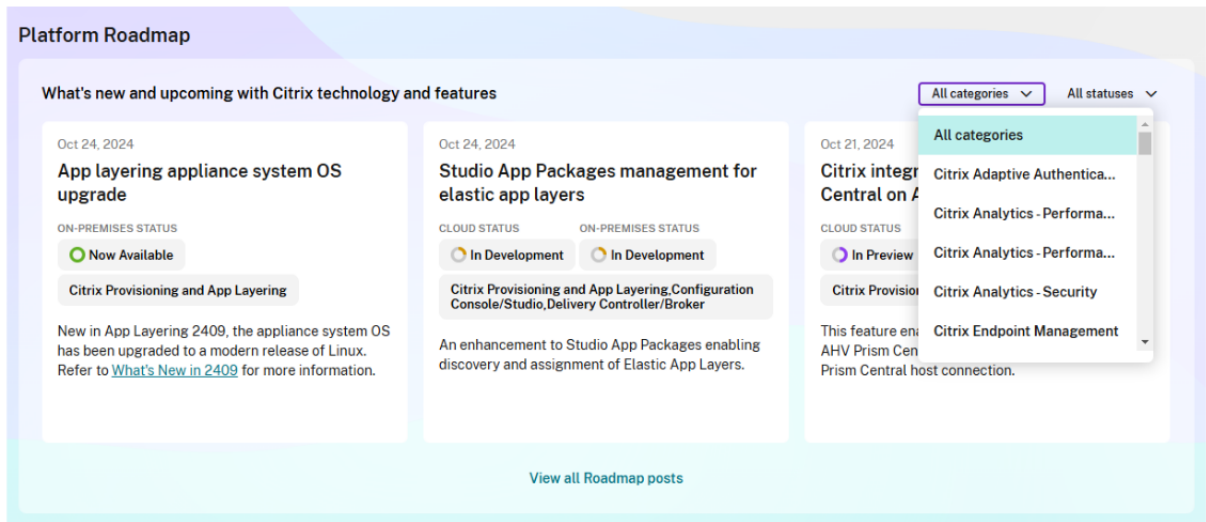 Platform Roadmap
What's new and upcoming with Citrix technology and features
All categories
All statuses
All categories
Citrix Adaptive Authentica...
Citrix Analytics - Performa...
Citrix Analytics - Performa...
Citrix Analytics - Security
Citrix Endpoint Management
Oct 24, 2024
App layering appliance system OS
upgrade
ON-PREMISES STATUS
Now Available
Citrix Provisioning and App Layering
New in App Layering 2409, the appliance system OS
has been upgraded to a modern release of Linux.
Refer to What's New in 2409 for more information.
Oct 24, 2024
Studio App Packages management for
elastic app layers
CLOUD STATUS
ON-PREMISES STATUS
In Development
In Development
Citrix Provisioning and App Layering,Configuration
Console/Studio,Delivery Controller/Broker
An enhancement to Studio App Packages enabling
discovery and assignment of Elastic App Layers.
Oct 21, 2024
Citrix
Central on
CLOUD STATUS
In Preview
Citrix
This feature
AHV Prism
Prism Central host connection.
View all Roadmap posts